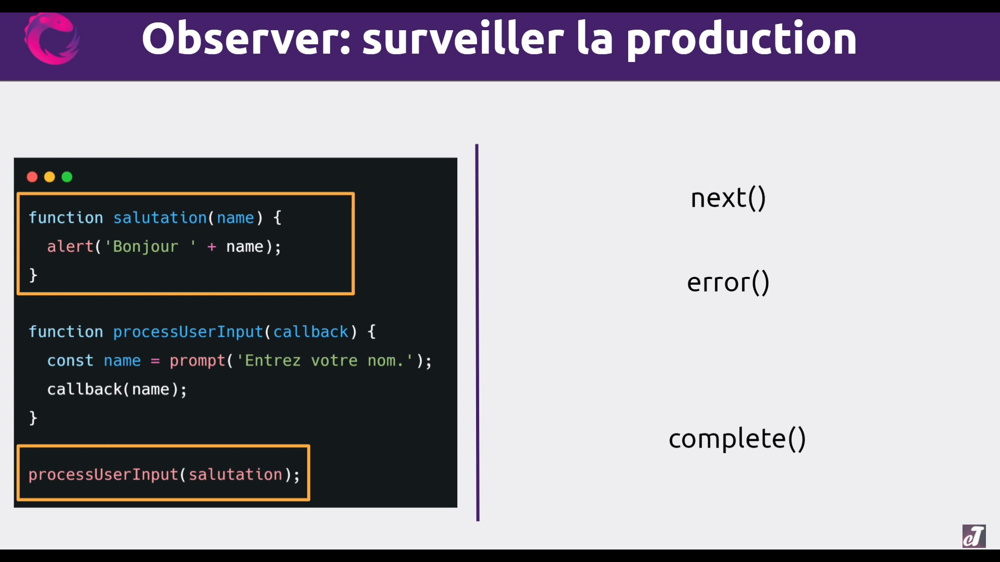 Observer: surveiller la production
function salutation(name) {
  alert('Bonjour ' + name);
}
function processUserInput(callback) {
  const name = prompt('Entrez votre nom.');
  callback(name);
}
processUserInput(salutation);
next()
error()
complete()
cT